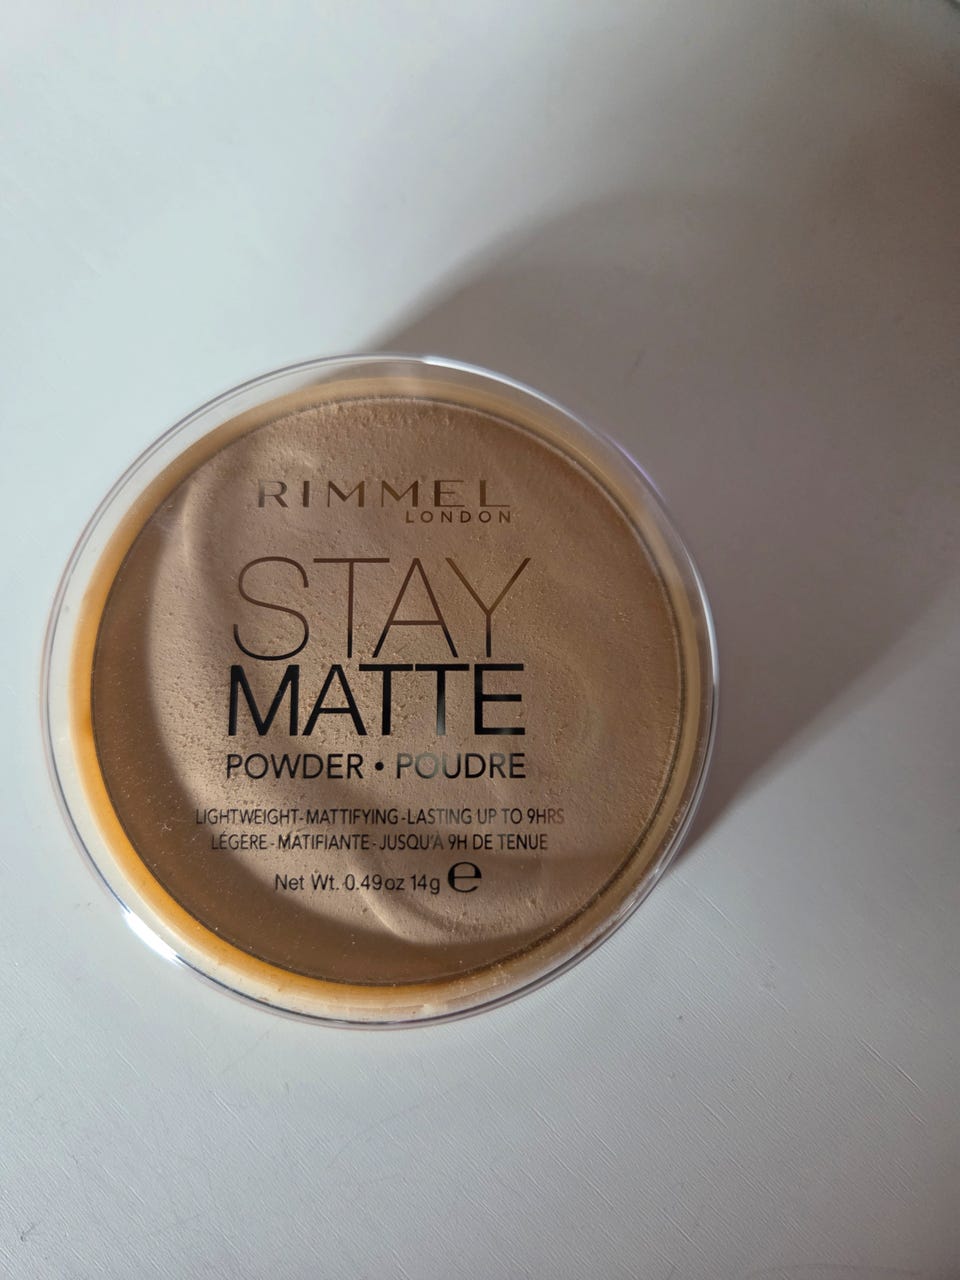 RIMMEL
LONDON
STAY
MATTE
POWDER • POUDRE
LIGHTWEIGHT-MATTIFYING-LASTING UP TO 9HRS
LÉGÈRE-MATIFIANTE-JUSQU'À 9H DE TENUE
Net Wt. 0.49oz 14g ℮